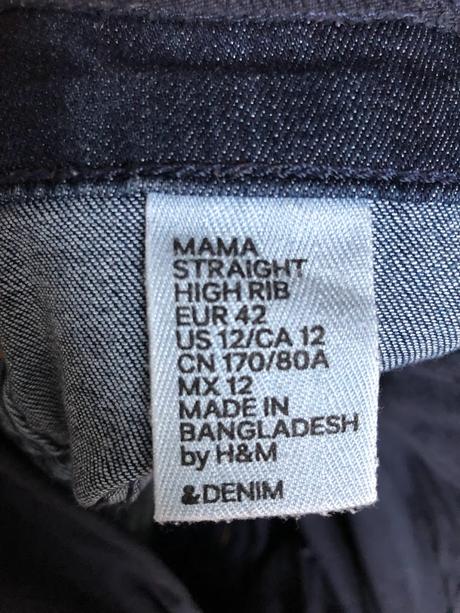 MAMA
STRAIGHT
HIGH RIB
EUR 42
US 12/CA 12
CN 170/80A
MX 12
MADE IN
BANGLADESH
by H&M
&DENIM